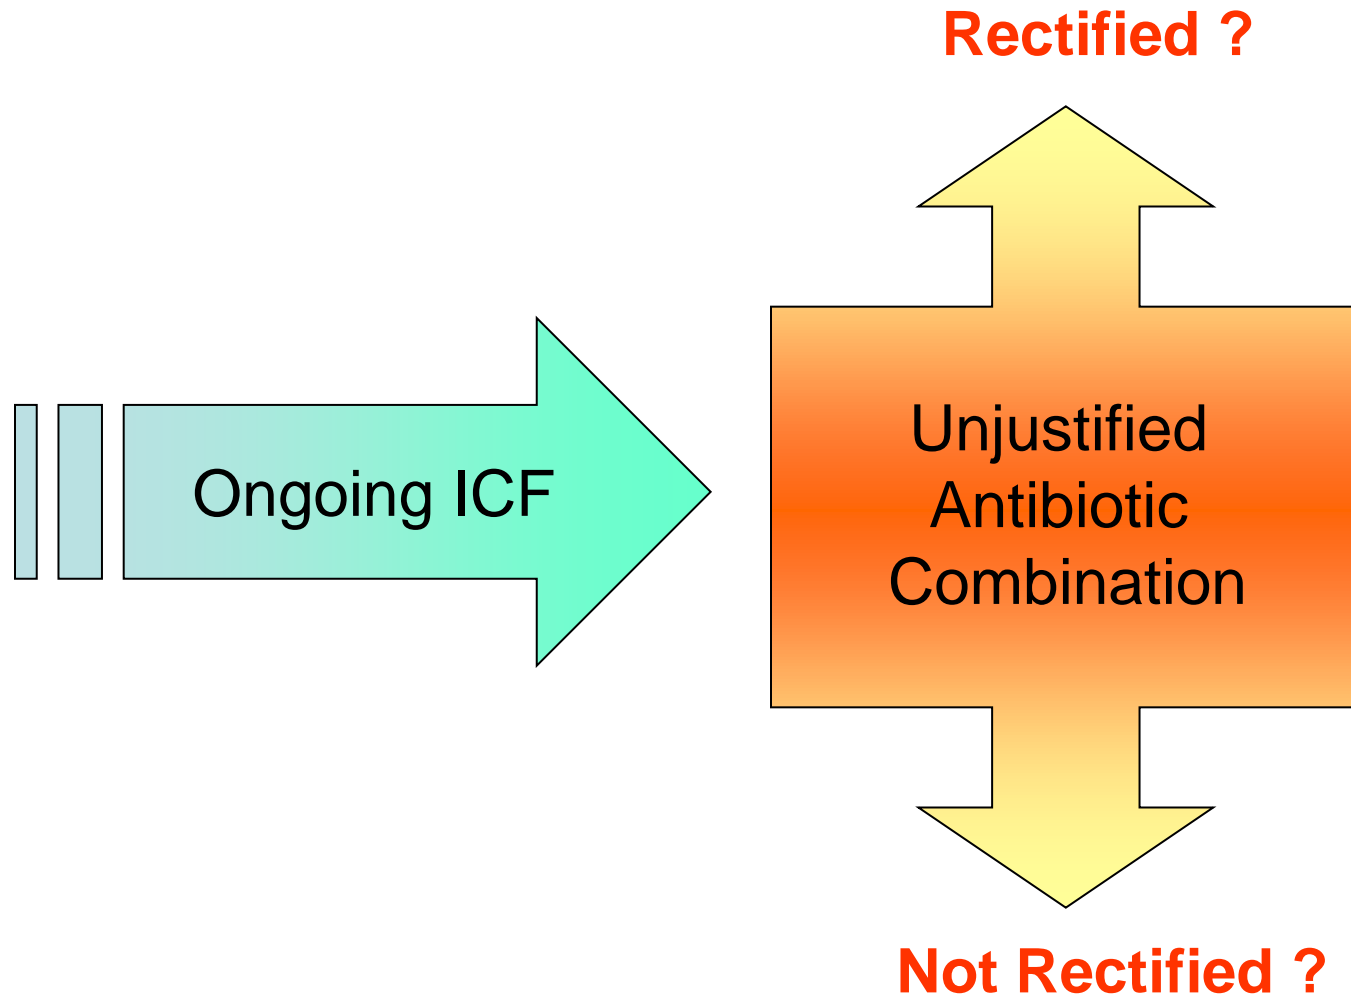 Rectified ?
Ongoing ICF
Unjustified
Antibiotic
Combination
Not Rectified ?